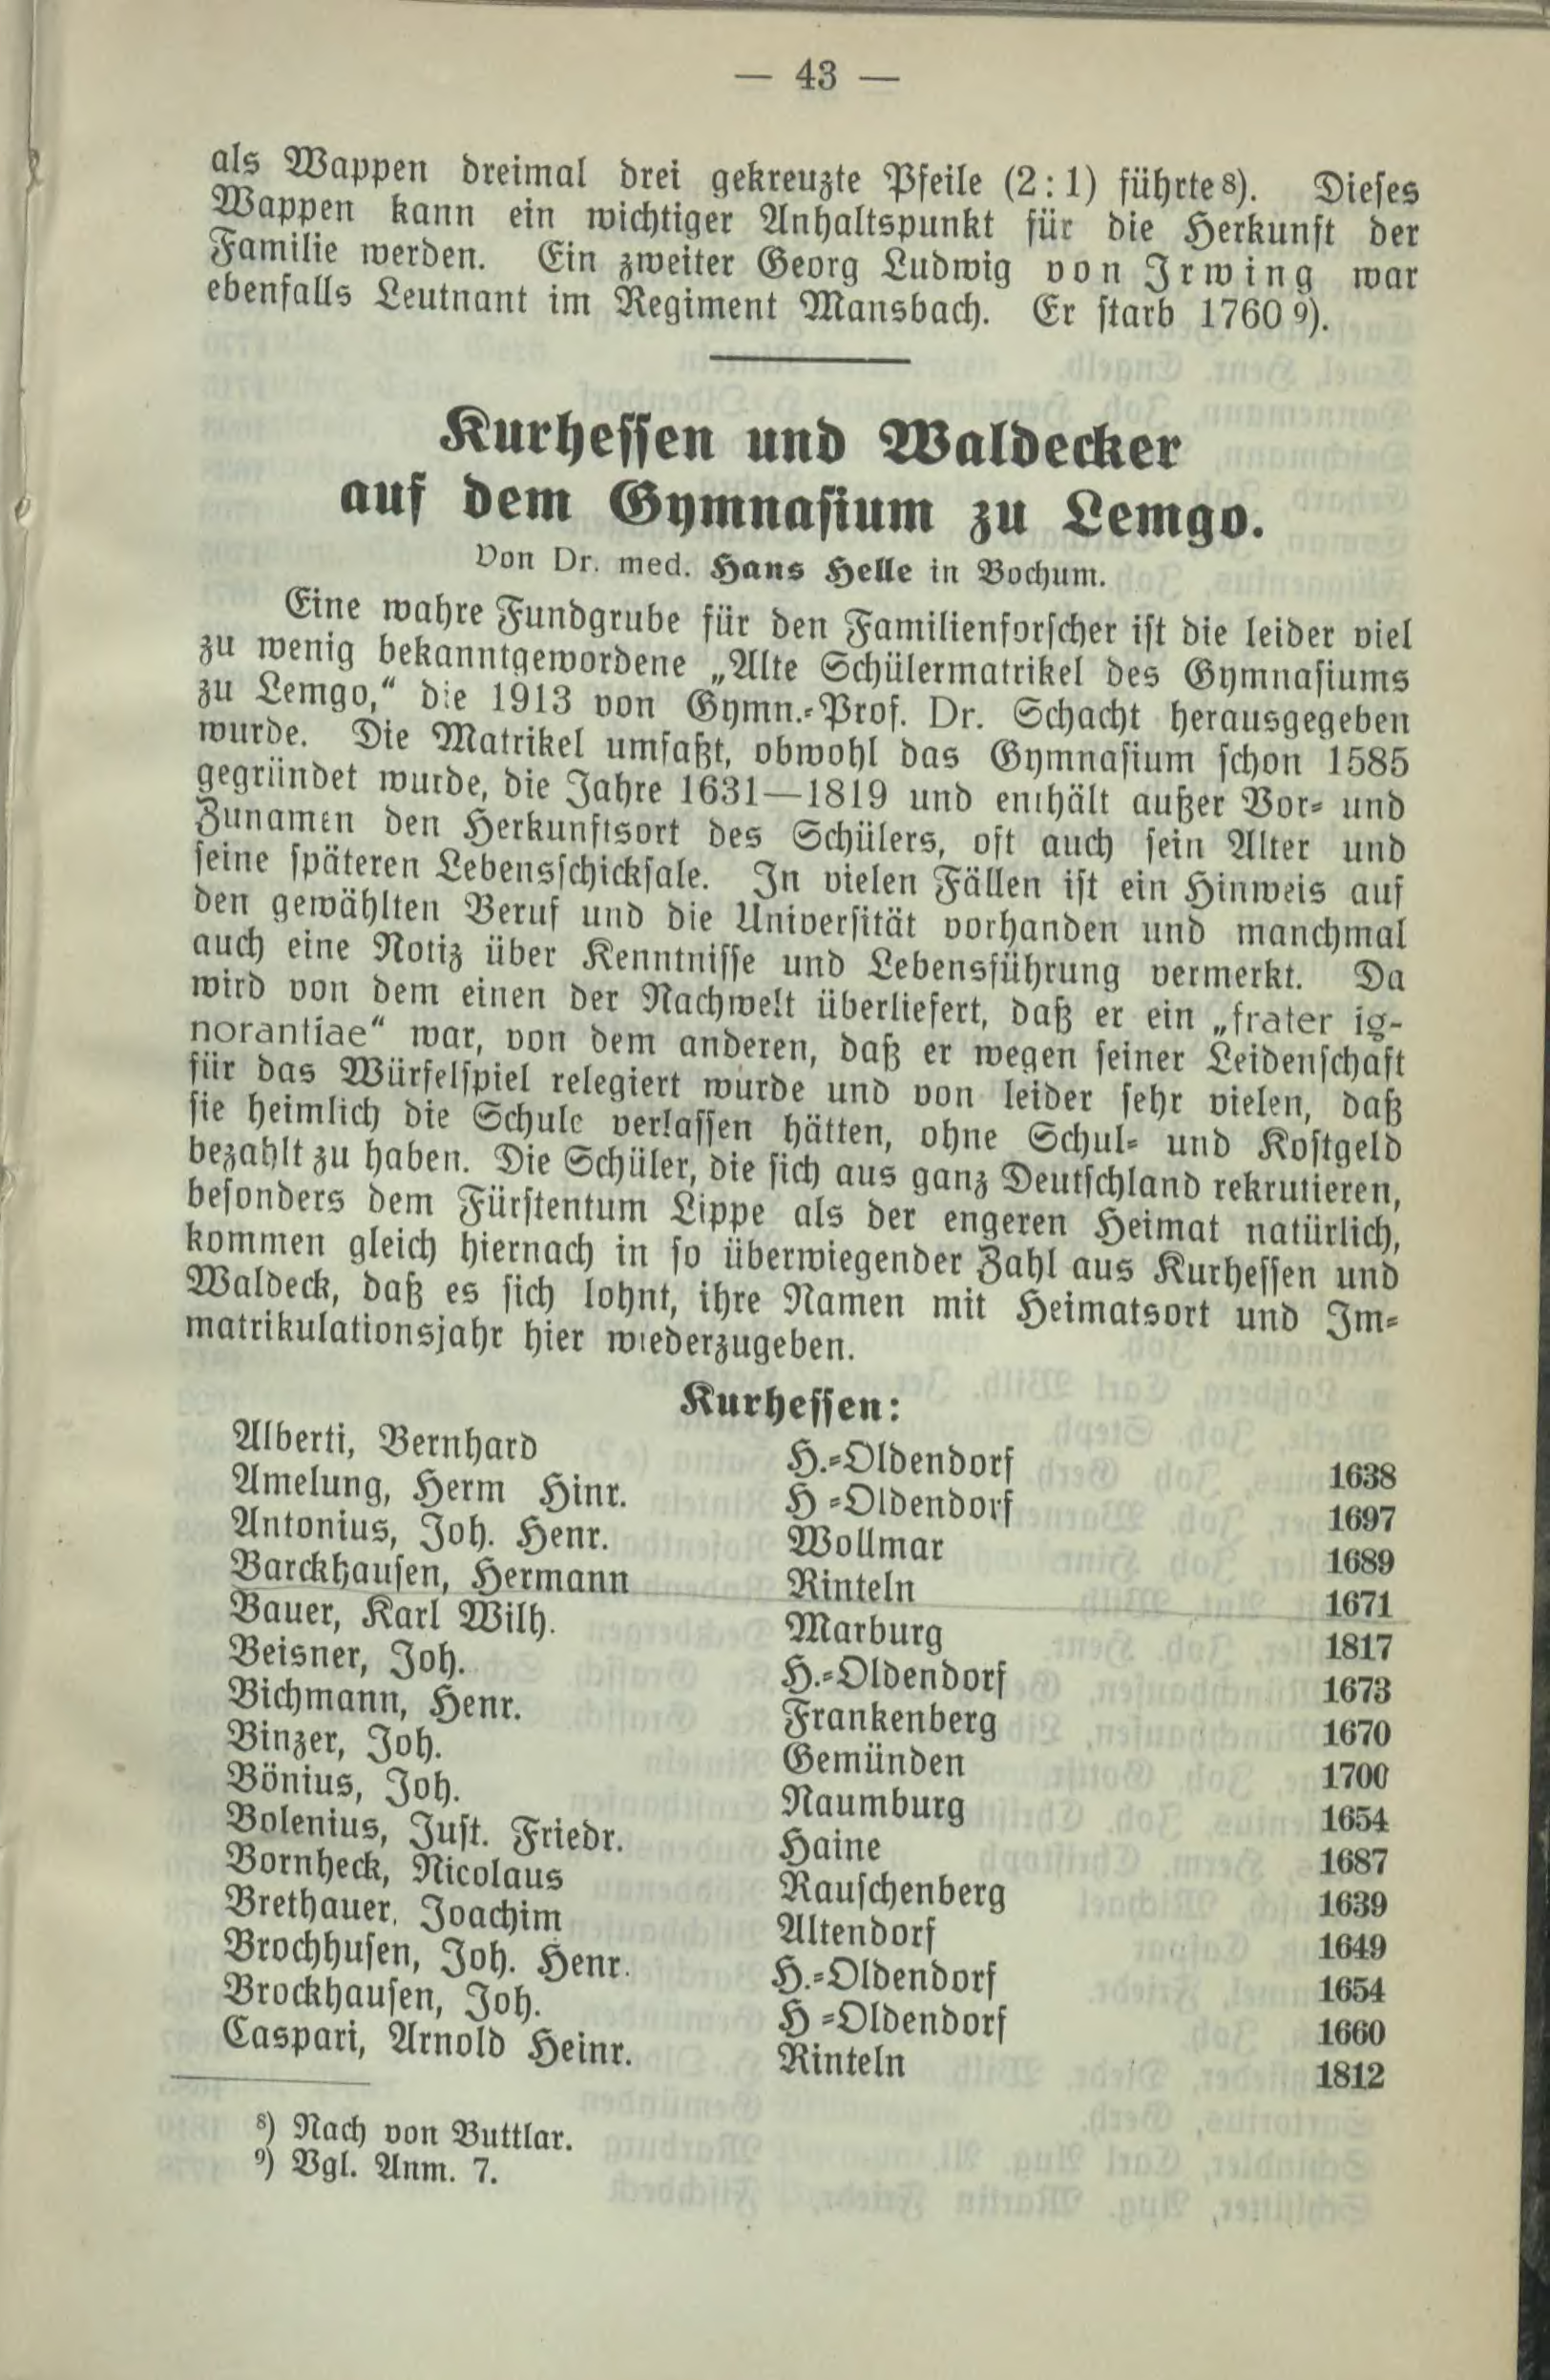 — 43 —
als Wappen dreimal drei gekreuzte Pfeile (2:1) führte 8). Dieses
Wappen kann ein wichtiger Anhaltspunkt für die Herkunft der
Familie werden. Ein zweiter Georg Ludwig von Irwing war
ebenfalls Leutnant im Regiment Mansbach. Er starb 1760 9).
Kurhessen und Waldecker
auf dem Gymnasium zu Lemgo.
Von Dr. med. Hans Helle in Bochum.
Eine wahre Fundgrube für den Familienforscher ist die leider viel
zu wenig bekanntgewordene „Alte Schülermatrikel des Gymnasiums
zu Lemgo,“ die 1913 von Gymn.-Prof. Dr. Schacht herausgegeben
wurde. Die Matrikel umfaßt, obwohl das Gymnasium schon 1585
gegründet wurde, die Jahre 1631—1819 und enthält außer Vor- und
Zunamen den Herkunftsort des Schülers, oft auch sein Alter und
seine späteren Lebensschicksale. In vielen Fällen ist ein Hinweis auf
den gewählten Beruf und die Universität vorhanden und manchmal
auch eine Notiz über Kenntnisse und Lebensführung vermerkt. Da
wird von dem einen der Nachwelt überliefert, daß er ein „frater ig-
norantiae“ war, von dem anderen, daß er wegen seiner Leidenschaft
für das Würfelspiel relegiert wurde und von leider sehr vielen, daß
sie heimlich die Schule verlassen hätten, ohne Schul- und Kostgeld
bezahlt zu haben. Die Schüler, die sich aus ganz Deutschland rekrutieren,
besonders dem Fürstentum Lippe als der engeren Heimat natürlich,
kommen gleich hiernach in so überwiegender Zahl aus Kurhessen und
Waldeck, daß es sich lohnt, ihre Namen mit Heimatsort und Im-
matrikulationsjahr hier wiederzugeben.
Kurhessen:
Alberti, Bernhard H.-Oldendorf 1638
Amelung, Herm Hinr. H -Oldendorf 1697
Antonius, Joh. Henr. Wollmar 1689
Barckhausen, Hermann Rinteln 1671
Bauer, Karl Wilh. Marburg 1817
Beisner, Joh. H.-Oldendorf 1673
Bichmann, Henr. Frankenberg 1670
Binzer, Joh. Gemünden 1700
Bönius, Joh. Naumburg 1654
Bolenius, Just. Friedr. Haine 1687
Bornheck, Nicolaus Rauschenberg 1639
Brethauer, Joachim Altendorf 1649
Brochhusen, Joh. Henr. H.-Oldendorf 1654
Brockhausen, Joh. H -Oldendorf 1660
Caspari, Arnold Heinr. Rinteln 1812
8) Nach von Buttlar.
9) Vgl. Anm. 7.